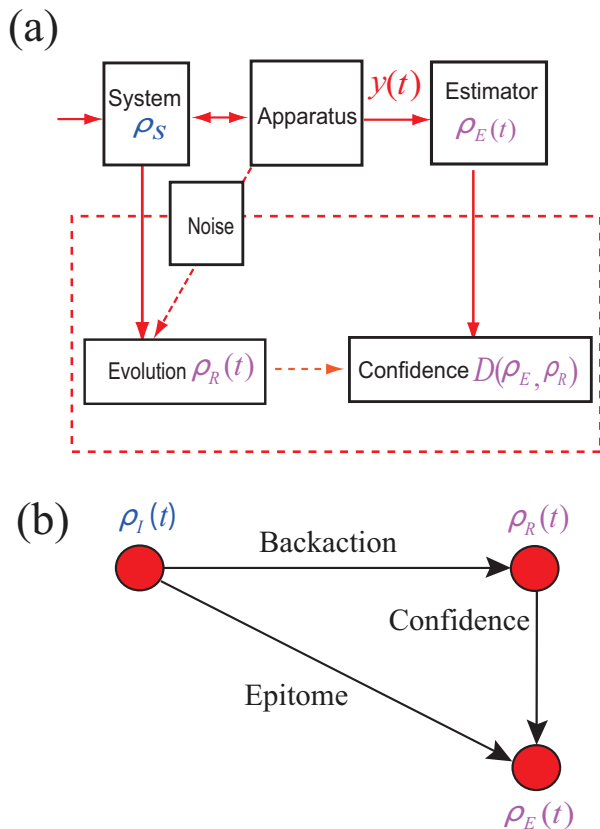 (a)
System
ρS
Apparatus
y(t)
Estimator
ρE(t)
Noise
Evolution ρR(t)
Confidence D(ρE, ρR)
(b)
ρI(t)
Backaction
ρR(t)
Confidence
Epitome
ρE(t)